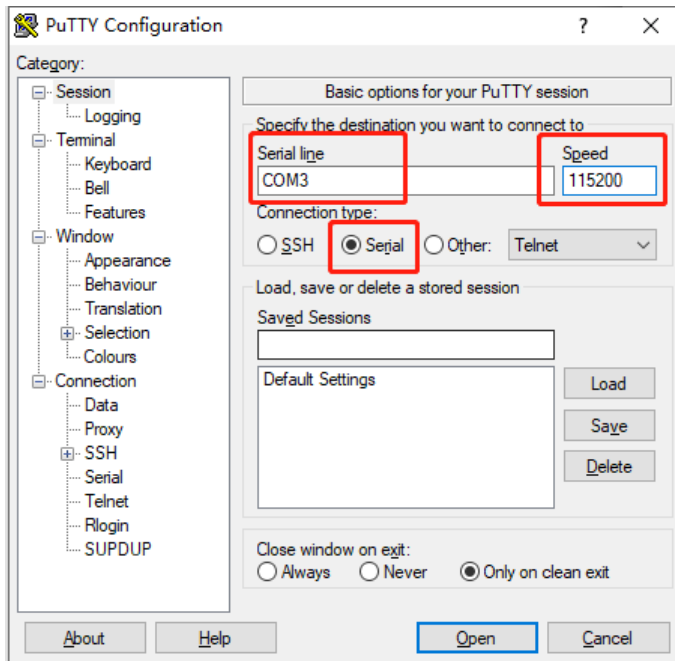 PuTTY Configuration
Category:
Session
Logging
Terminal
Keyboard
Bell
Features
Window
Appearance
Behaviour
Translation
Selection
Colours
Connection
Data
Proxy
SSH
Serial
Telnet
Rlogin
SUPDUP
Basic options for your PuTTY session
Specify the destination you want to connect to
Serial line Speed
COM3 115200
Connection type:
SSH Serial Other: Telnet
Load, save or delete a stored session
Saved Sessions
Default Settings
Load
Save
Delete
Close window on exit:
Always Never Only on clean exit
About Help Open Cancel